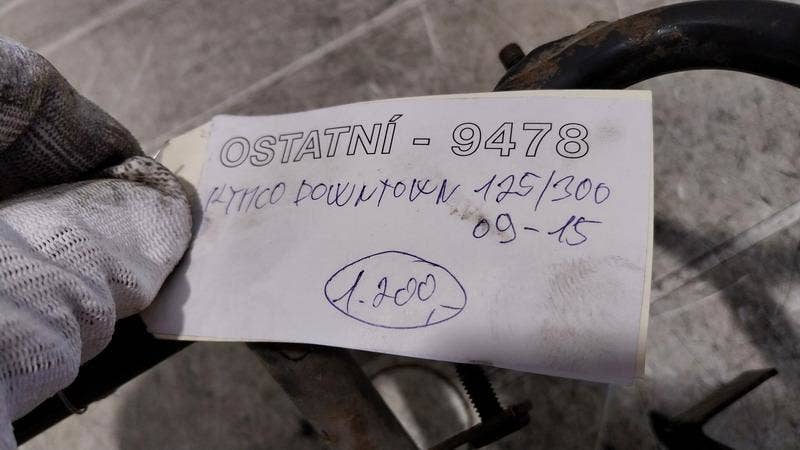 OSTATNÍ - 9478
KYMCO DOWNTOWN 125/300
09-15
1.200,-